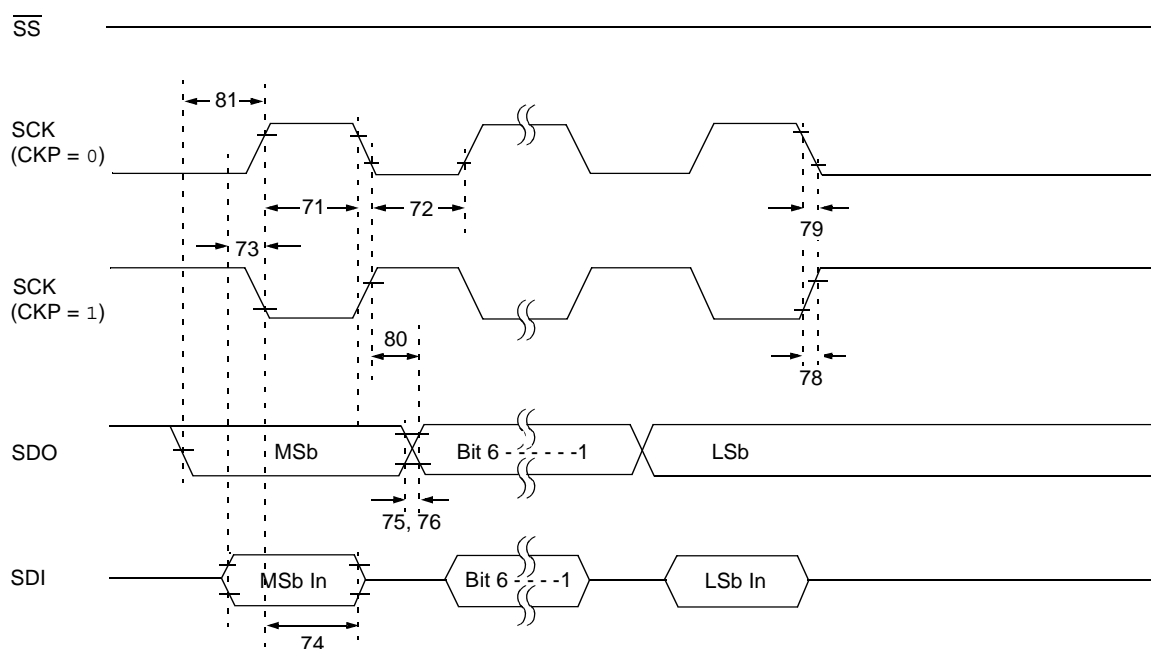 SS
81
SCK
(CKP = 0)
71
72
79
73
SCK
(CKP = 1)
80
78
SDO
MSb
Bit 6 - - - - - -1
LSb
75, 76
SDI
MSb In
Bit 6 - - - -1
LSb In
74